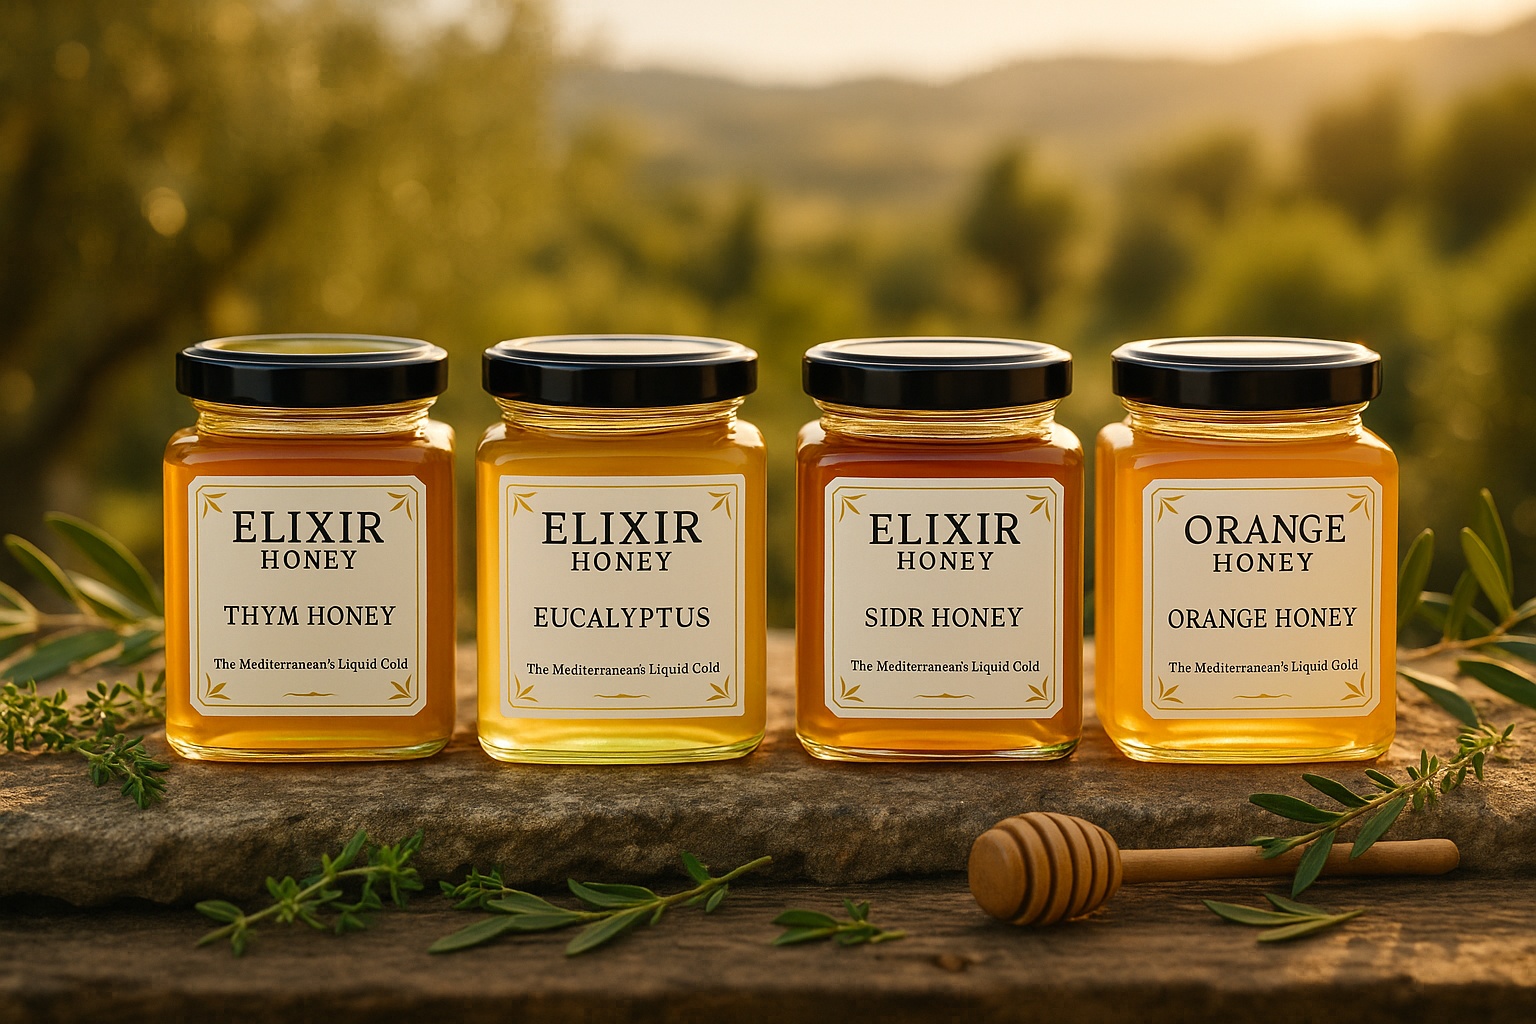 ELIXIR
HONEY
THYM HONEY
The Mediterranean's Liquid Cold
ELIXIR
HONEY
EUCALYPTUS
The Mediterranean's Liquid Cold
ELIXIR
HONEY
SIDR HONEY
The Mediterranean's Liquid Cold
ORANGE
HONEY
ORANGE HONEY
The Mediterranean's Liquid Gold